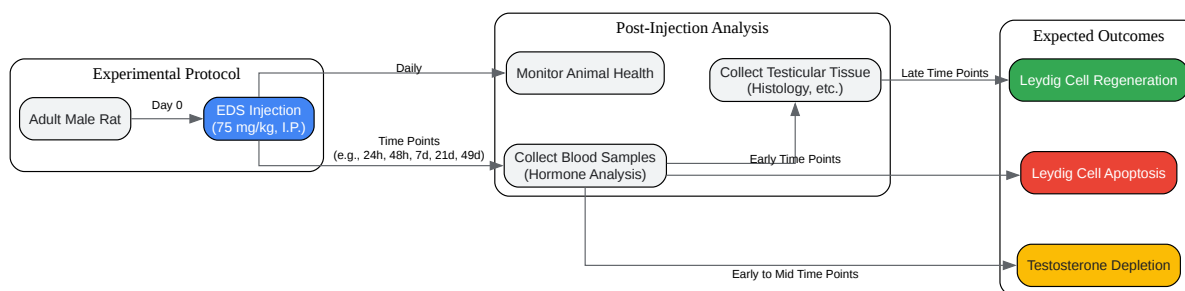 Experimental Protocol
Adult Male Rat
Day 0
EDS Injection
(75 mg/kg, I.P.)
Daily
Time Points
(e.g., 24h, 48h, 7d, 21d, 49d)
Post-Injection Analysis
Monitor Animal Health
Collect Testicular Tissue
(Histology, etc.)
Collect Blood Samples
(Hormone Analysis)
Early Time Points
Late Time Points
Early to Mid Time Points
Expected Outcomes
Leydig Cell Regeneration
Leydig Cell Apoptosis
Testosterone Depletion